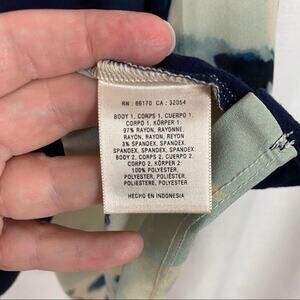 RN : 66170 CA : 32054
BODY 1, CORPS 1, CUERPO 1,
CORPO 1, KÖRPER 1:
97% RAYON, RAYONNE,
RAYÓN, RAYON, REYON
3% SPANDEX, SPANDEX,
SPANDEX, SPANDEX.
BODY 2, CORPS 2, CUERPO 2,
CORPO 2, KÖRPER 2:
100% POLYESTER,
POLYESTER, POLIÉSTER,
POLIESTERE, POLYESTER
HECHO EN INDONESIA